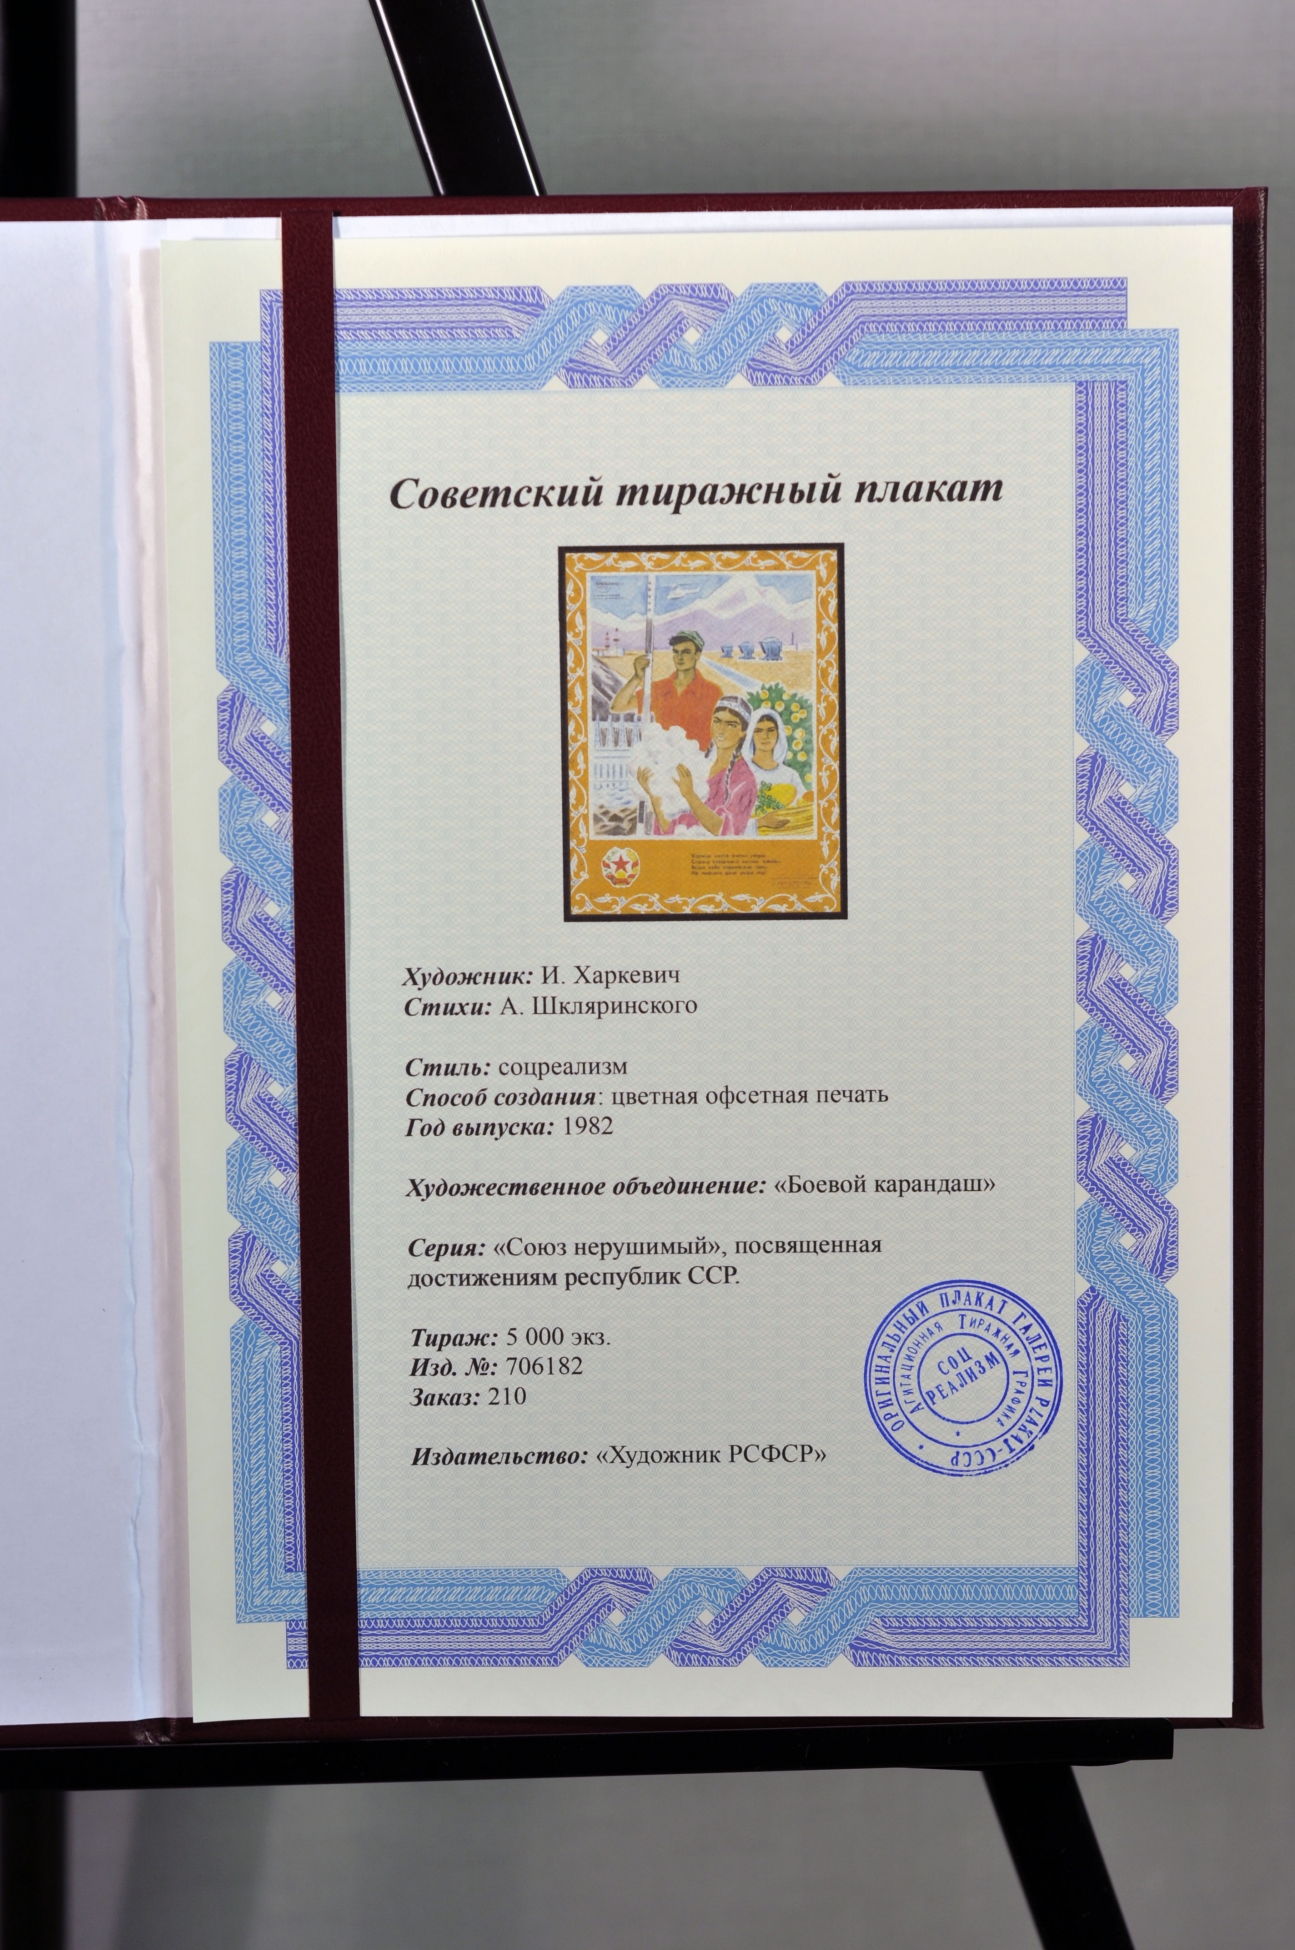 Советский тиражный плакат
Художник: И. Харкевич
Стихи: А. Шкляринского
Стиль: соцреализм
Способ создания: цветная офсетная печать
Год выпуска: 1982
Художественное объединение: «Боевой карандаш»
Серия: «Союз нерушимый», посвященная
достижениям республик ССР.
Тираж: 5 000 экз.
Изд. №: 706182
Заказ: 210
Издательство: «Художник РСФСР»
ОРИГИНАЛЬНЫЙ ПЛАКАТ ГАЛЕРЕИ PLAKAT-СССР
АГИТАЦИОННАЯ ТИРАЖНАЯ ГРАФИКА
СОЦ
РЕАЛИЗМ